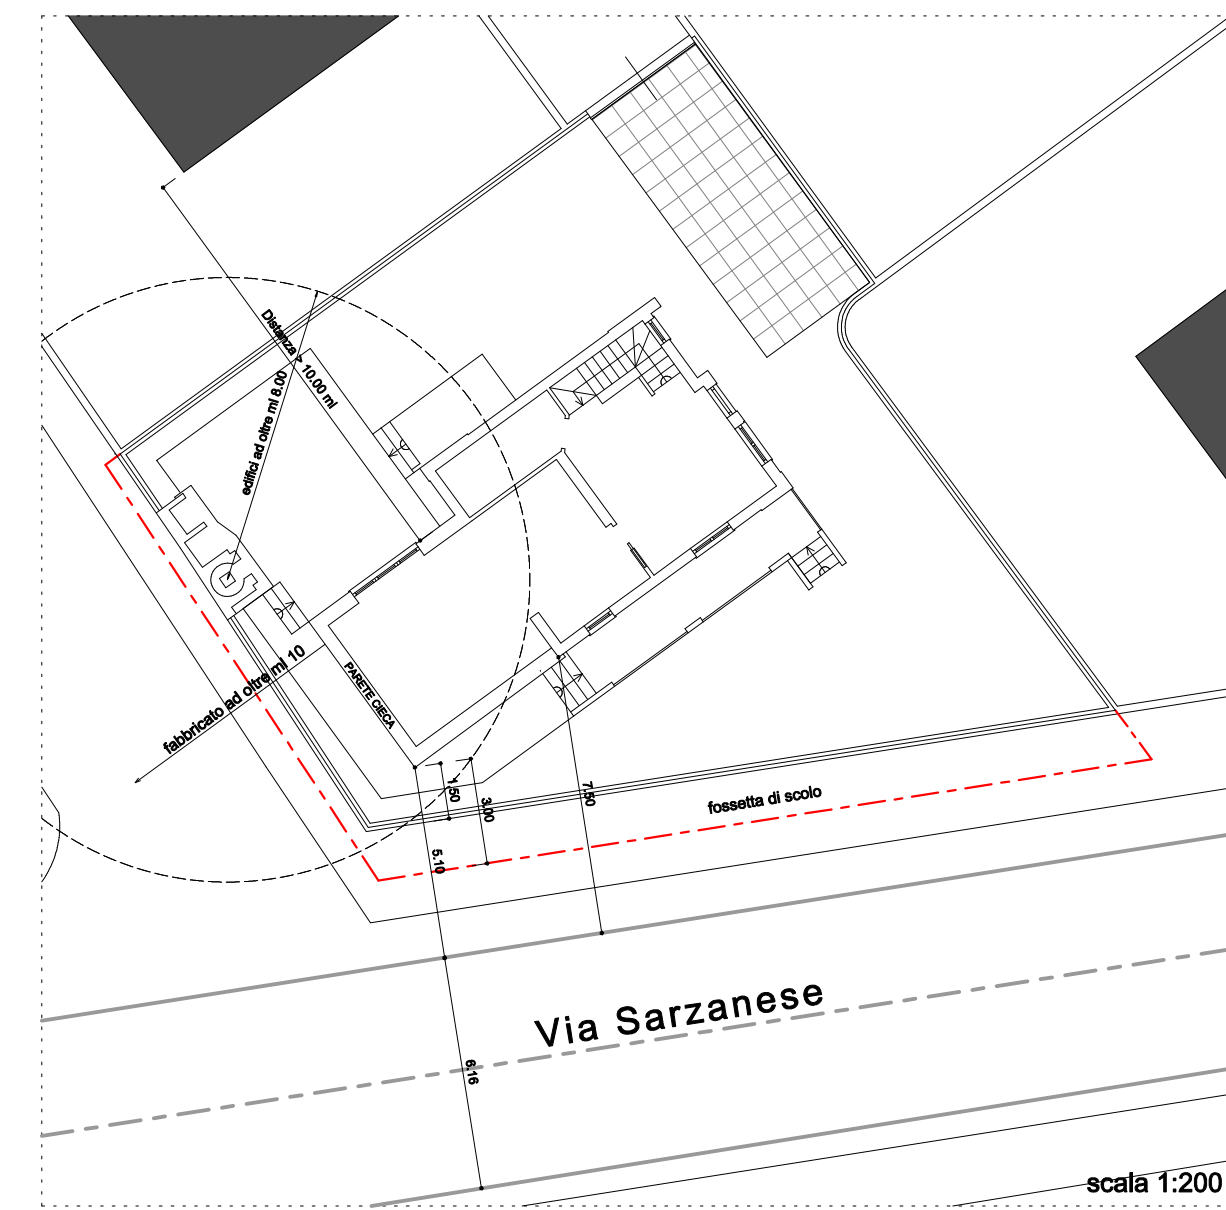 Distanza > 10.00 ml
edifici ad oltre ml 8.00
fabbricato ad oltre ml 10
PARETE CIECA
1,50
3.00
7,50
fossetta di scolo
5.10
Via Sarzanese
6,16
scala 1:200